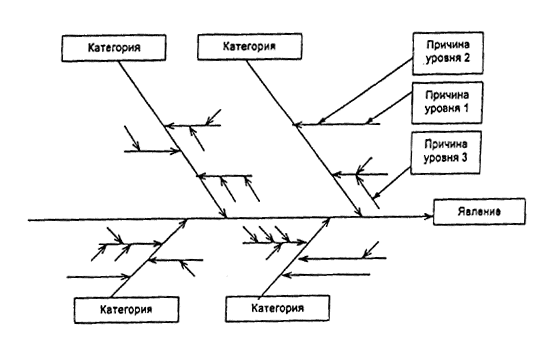 Категория
Категория
Причина
уровня 2
Причина
уровня 1
Причина
уровня 3
Явление
Категория
Категория